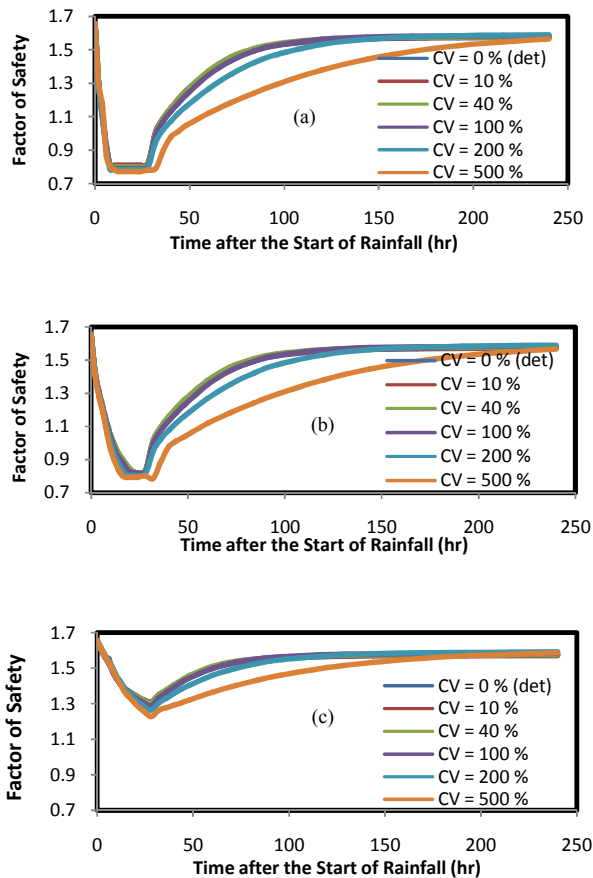 1.7
1.5
1.3
1.1
0.9
0.7
Factor of Safety
(a)
CV = 0 % (det)
CV = 10 %
CV = 40 %
CV = 100 %
CV = 200 %
CV = 500 %
0 50 100 150 200 250
Time after the Start of Rainfall (hr)
1.7
1.5
1.3
1.1
0.9
0.7
Factor of Safety
(b)
CV = 0 % (det)
CV = 10 %
CV = 40 %
CV = 100 %
CV = 200 %
CV = 500 %
0 50 100 150 200 250
Time after the Start of Rainfall (hr)
1.7
1.5
1.3
1.1
0.9
0.7
Factor of Safety
(c)
CV = 0 % (det)
CV = 10 %
CV = 40 %
CV = 100 %
CV = 200 %
CV = 500 %
0 50 100 150 200 250
Time after the Start of Rainfall (hr)